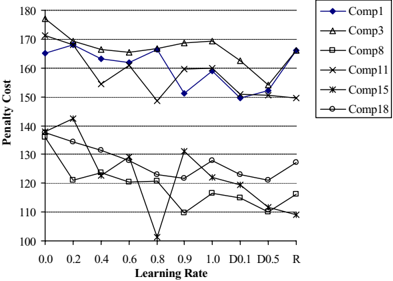 180
170
160
150
140
130
120
110
100
Penalty Cost
0.0 0.2 0.4 0.6 0.8 0.9 1.0 D0.1 D0.5 R
Learning Rate
Comp1
Comp3
Comp8
Comp11
Comp15
Comp18